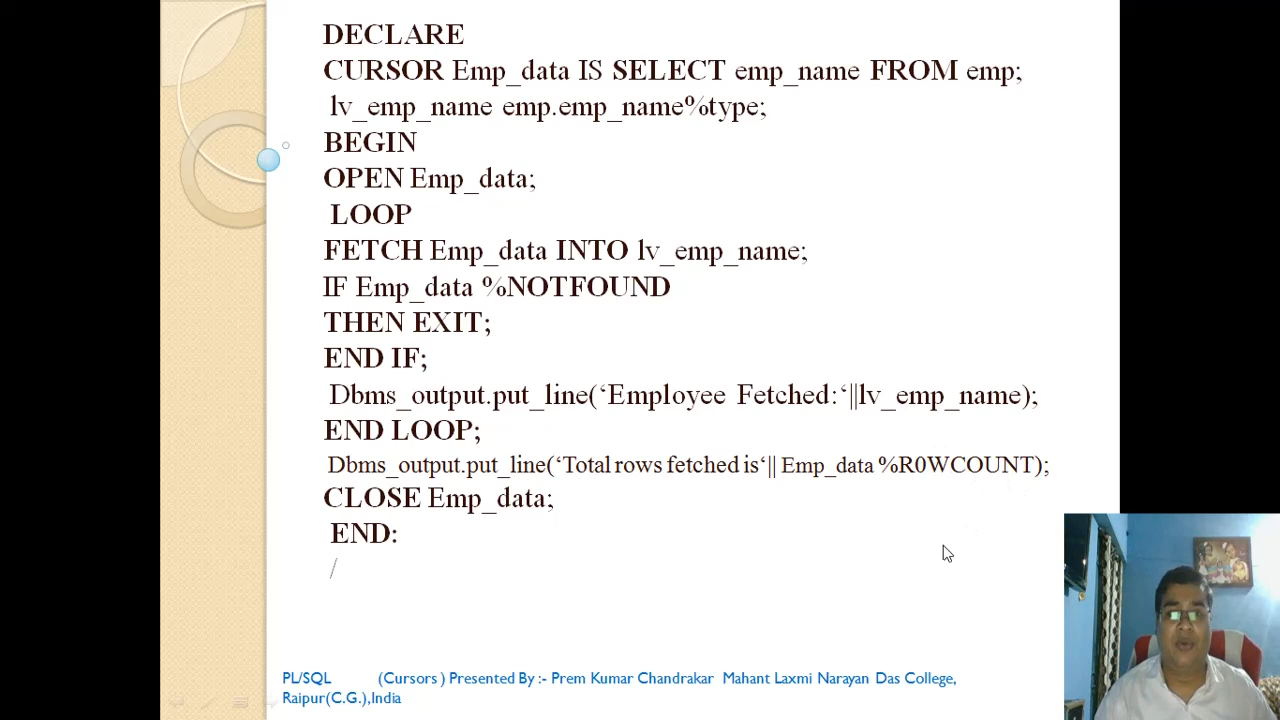 DECLARE
CURSOR Emp_data IS SELECT emp_name FROM emp;
lv_emp_name emp.emp_name%type;
BEGIN
OPEN Emp_data;
LOOP
FETCH Emp_data INTO lv_emp_name;
IF Emp_data %NOTFOUND
THEN EXIT;
END IF;
Dbms_output.put_line(‘Employee Fetched:‘||lv_emp_name);
END LOOP;
Dbms_output.put_line(‘Total rows fetched is‘|| Emp_data %R0WCOUNT);
CLOSE Emp_data;
END:
/
PL/SQL (Cursors ) Presented By :- Prem Kumar Chandrakar Mahant Laxmi Narayan Das College,
Raipur(C.G.),India